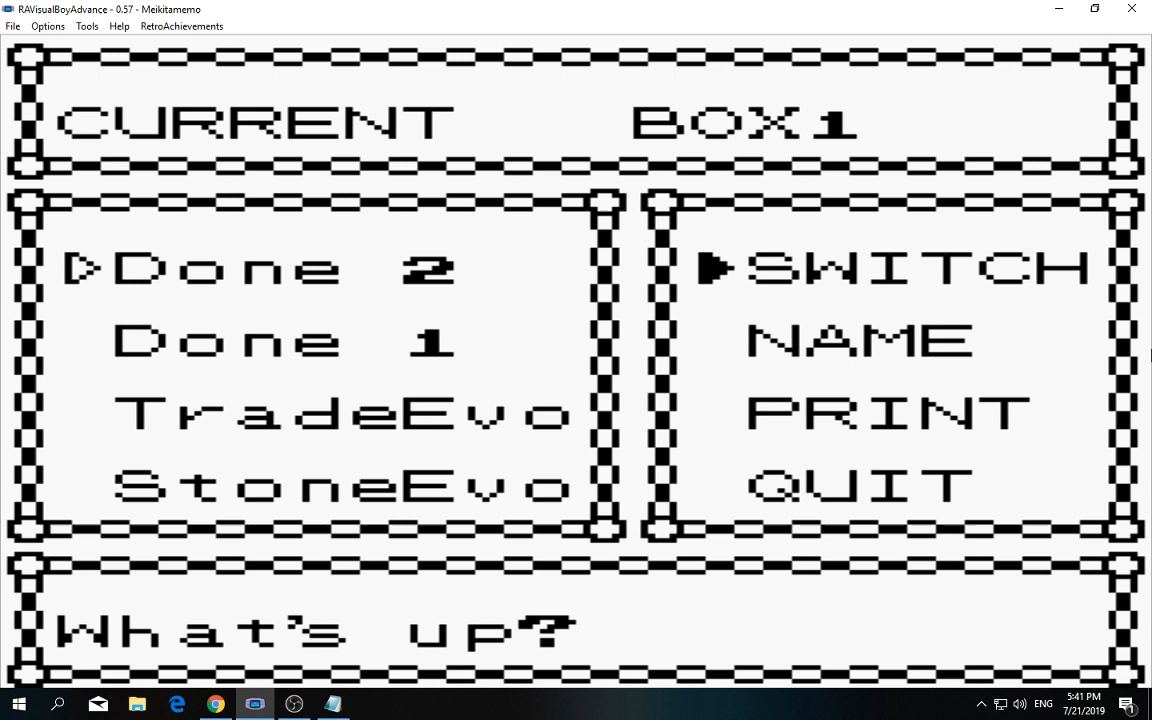 RAVisualBoyAdvance - 0.57 - Meikitamemo
File Options Tools Help RetroAchievements
CURRENT BOX1
Done 2
Done 1
TradeEvo
StoneEvo
SWITCH
NAME
PRINT
QUIT
What's up?
ENG
5:41 PM
7/21/2019
1